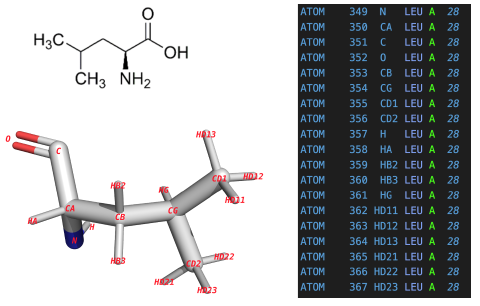 O
H₃C
OH
CH₃ NH₂
HD13
O
C
CD1
HD12
HB2
HG
HD11
CA
CB
CG
HA
H
N
HB3
HD22
CD2
HD21
HD23
ATOM 349 N LEU A 28
ATOM 350 CA LEU A 28
ATOM 351 C LEU A 28
ATOM 352 O LEU A 28
ATOM 353 CB LEU A 28
ATOM 354 CG LEU A 28
ATOM 355 CD1 LEU A 28
ATOM 356 CD2 LEU A 28
ATOM 357 H LEU A 28
ATOM 358 HA LEU A 28
ATOM 359 HB2 LEU A 28
ATOM 360 HB3 LEU A 28
ATOM 361 HG LEU A 28
ATOM 362 HD11 LEU A 28
ATOM 363 HD12 LEU A 28
ATOM 364 HD13 LEU A 28
ATOM 365 HD21 LEU A 28
ATOM 366 HD22 LEU A 28
ATOM 367 HD23 LEU A 28